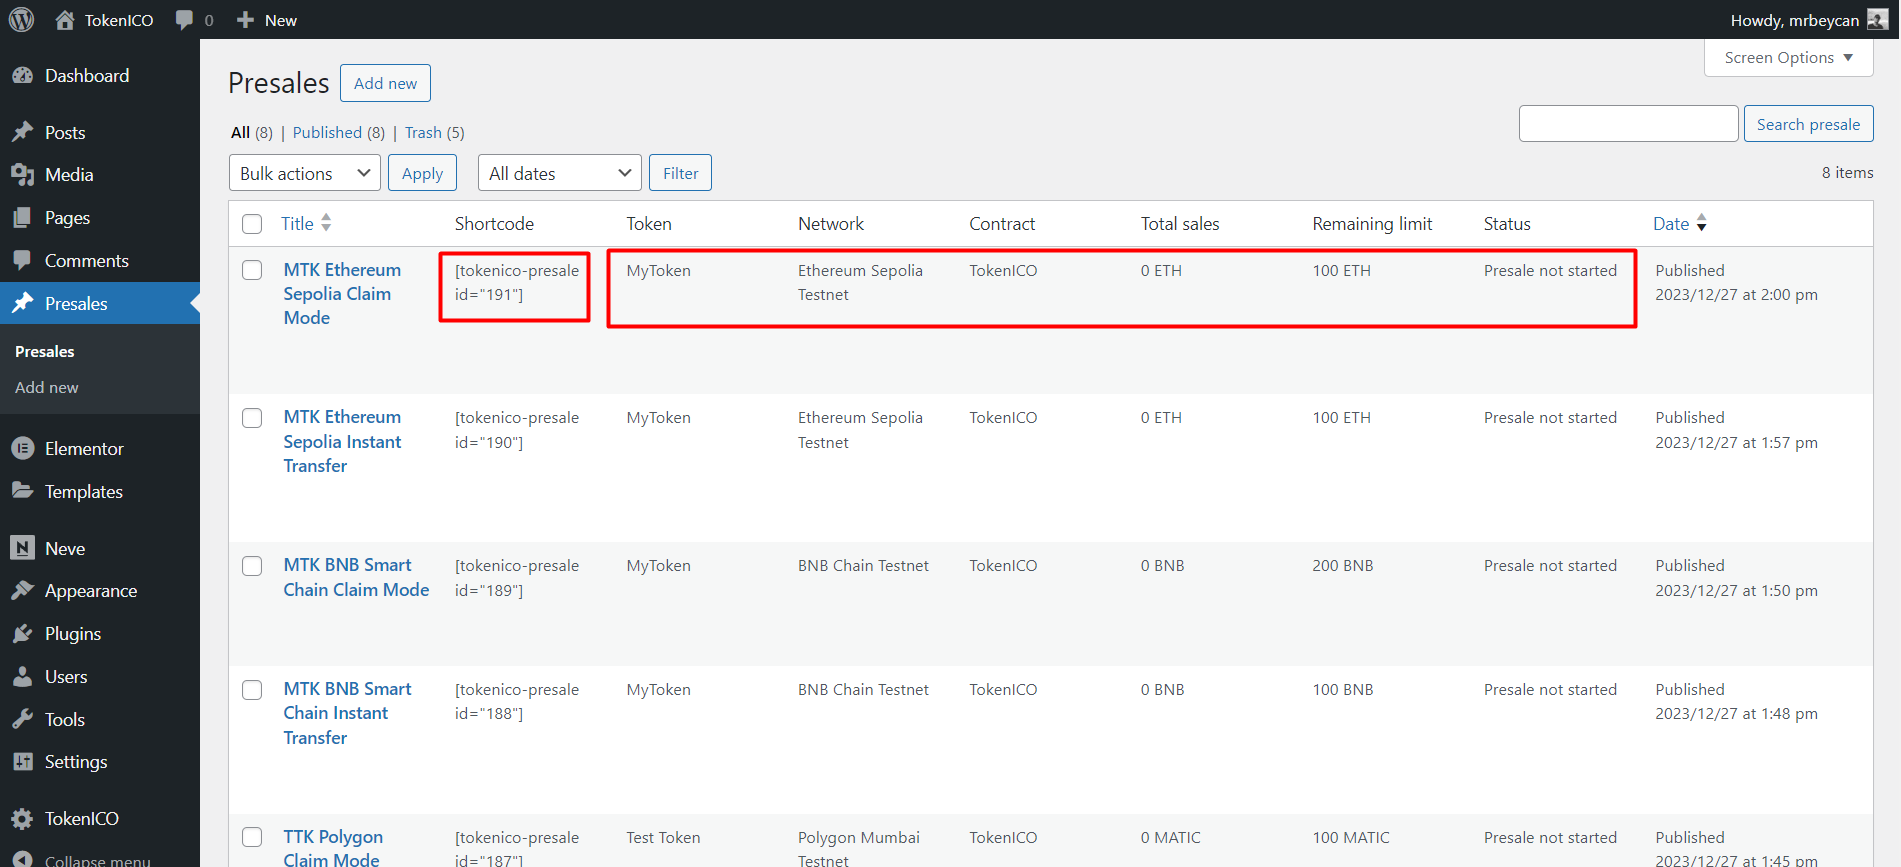 TokenICO 0 New
Howdy, mrbeycan
Dashboard
Posts
Media
Pages
Comments
Presales
Presales
Add new
Elementor
Templates
Neve
Appearance
Plugins
Users
Tools
Settings
TokenICO
Collapse menu
Screen Options
Presales Add new
All (8) | Published (8) | Trash (5)
Search presale
Bulk actions Apply All dates Filter
8 items
Title Shortcode Token Network Contract Total sales Remaining limit Status Date
MTK Ethereum [tokenico-presale MyToken Ethereum Sepolia TokenICO 0 ETH 100 ETH Presale not started Published
Sepolia Claim id="191"] Testnet 2023/12/27 at 2:00 pm
Mode
MTK Ethereum [tokenico-presale MyToken Ethereum Sepolia TokenICO 0 ETH 100 ETH Presale not started Published
Sepolia Instant id="190"] Testnet 2023/12/27 at 1:57 pm
Transfer
MTK BNB Smart [tokenico-presale MyToken BNB Chain Testnet TokenICO 0 BNB 200 BNB Presale not started Published
Chain Claim Mode id="189"] 2023/12/27 at 1:50 pm
MTK BNB Smart [tokenico-presale MyToken BNB Chain Testnet TokenICO 0 BNB 100 BNB Presale not started Published
Chain Instant id="188"] 2023/12/27 at 1:48 pm
Transfer
TTK Polygon [tokenico-presale Test Token Polygon Mumbai TokenICO 0 MATIC 100 MATIC Presale not started Published
Claim Mode id="187"] Testnet 2023/12/27 at 1:45 pm